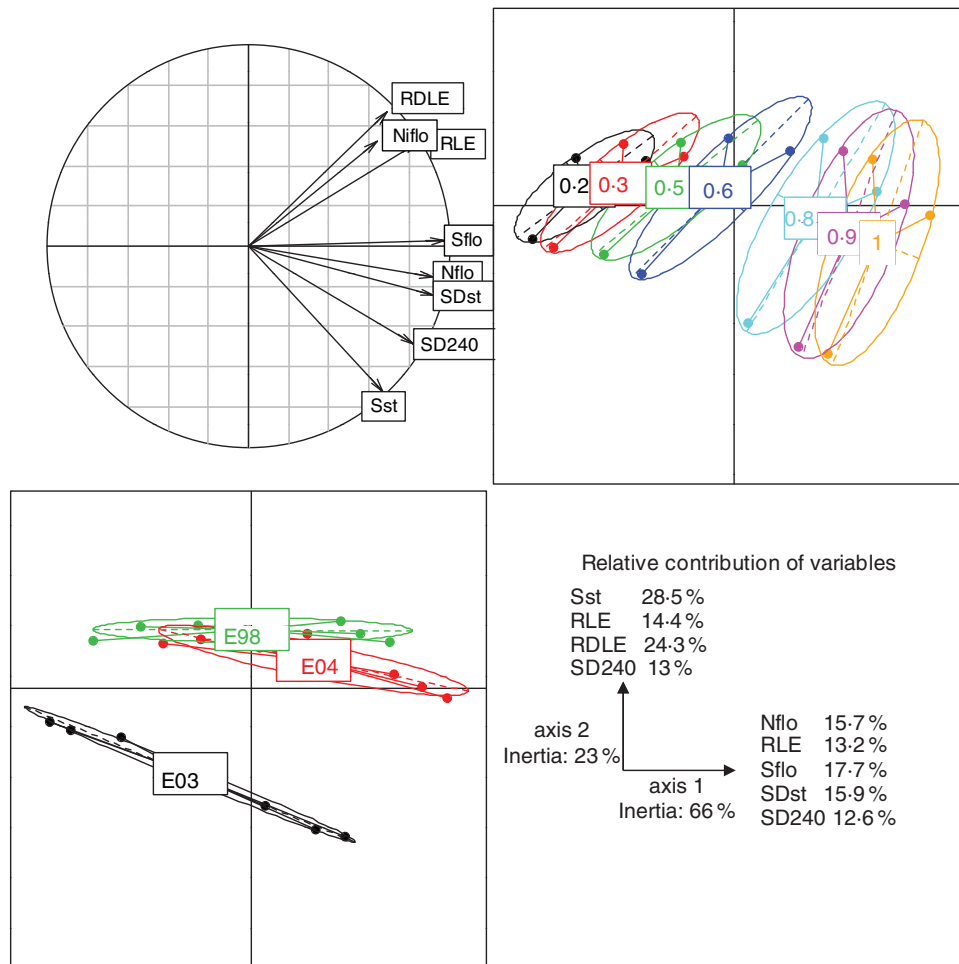 RDLE
Niflo
RLE
Sflo
Nflo
SDst
SD240
Sst
0·2
0·3
0·5
0·6
0·8
0·9
1
E98
E04
E03
Relative contribution of variables
Sst 28·5 %
RLE 14·4 %
RDLE 24·3 %
SD240 13 %
axis 2
Inertia: 23 %
axis 1
Inertia: 66 %
Nflo 15·7 %
RLE 13·2 %
Sflo 17·7 %
SDst 15·9 %
SD240 12·6 %